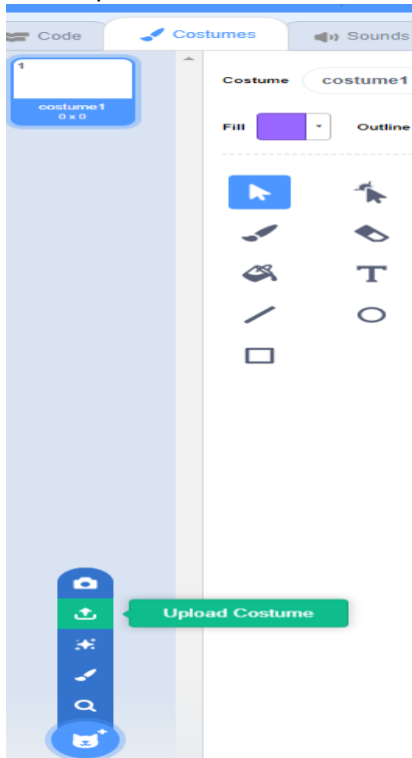 Code Costumes Sounds
1
costume1
0 x 0
Costume costume1
Fill Outline
T
Upload Costume